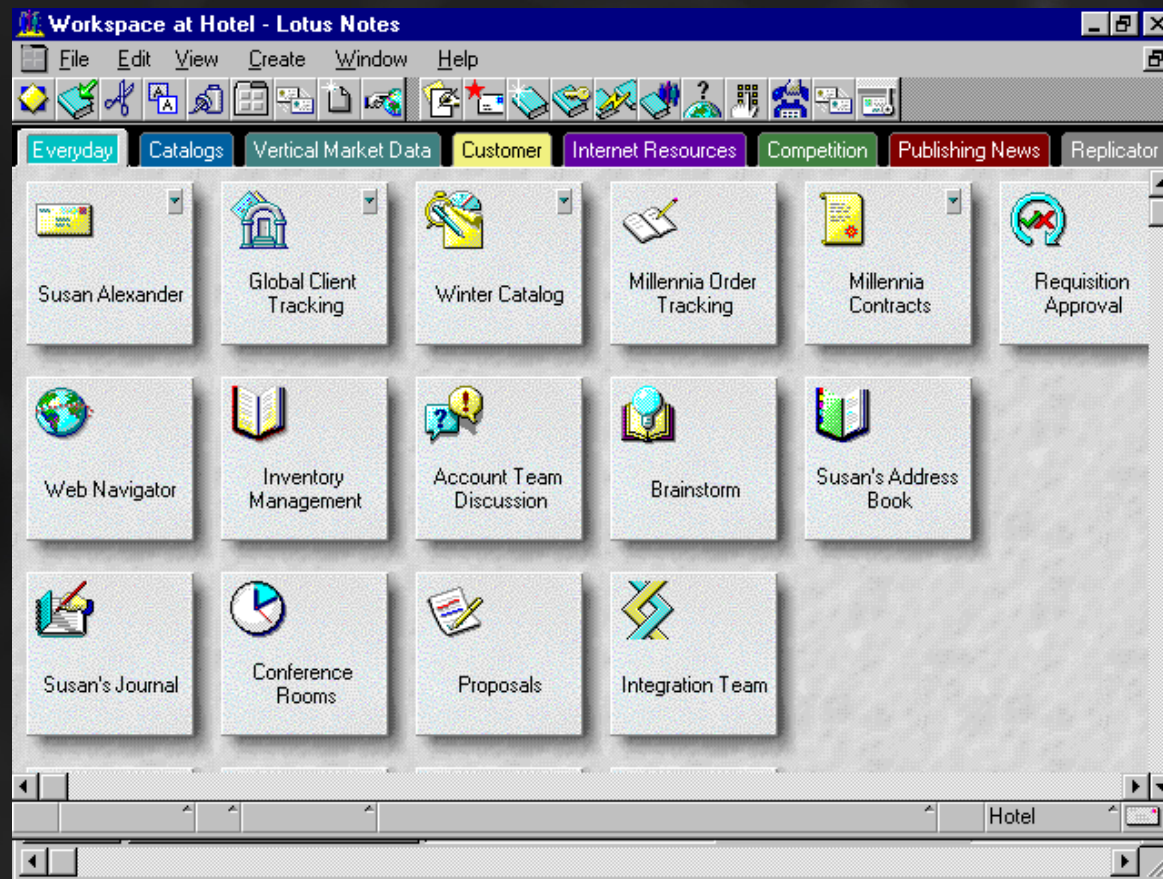 Workspace at Hotel - Lotus Notes
File Edit View Create Window Help
Everyday Catalogs Vertical Market Data Customer Internet Resources Competition Publishing News Replicator
Susan Alexander
Global Client
Tracking
Winter Catalog
Millennia Order
Tracking
Millennia
Contracts
Requisition
Approval
Web Navigator
Inventory
Management
Account Team
Discussion
Brainstorm
Susan's Address
Book
Susan's Journal
Conference
Rooms
Proposals
Integration Team
Hotel